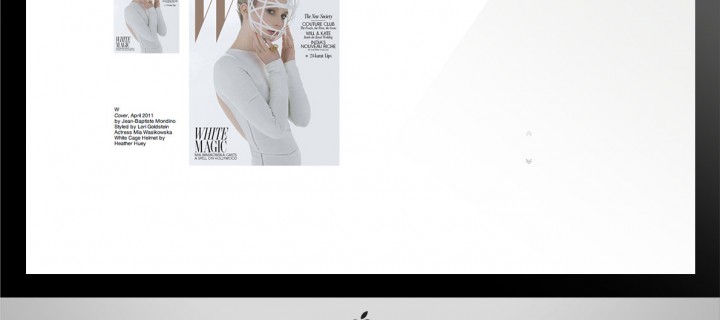 W
The New Society
COUTURE CLUB
WILL & KATE
INDIA'S
NOUVEAU RICHE
+ 24-karat Lips
WHITE
MAGIC
W
Cover, April 2011
by Jean-Baptiste Mondino
Styled by Lori Goldstein
Actress Mia Wasikowska
White Cage Helmet by
Heather Huey
WHITE
MAGIC
MIA WASIKOWSKA CASTS
A SPELL ON HOLLYWOOD